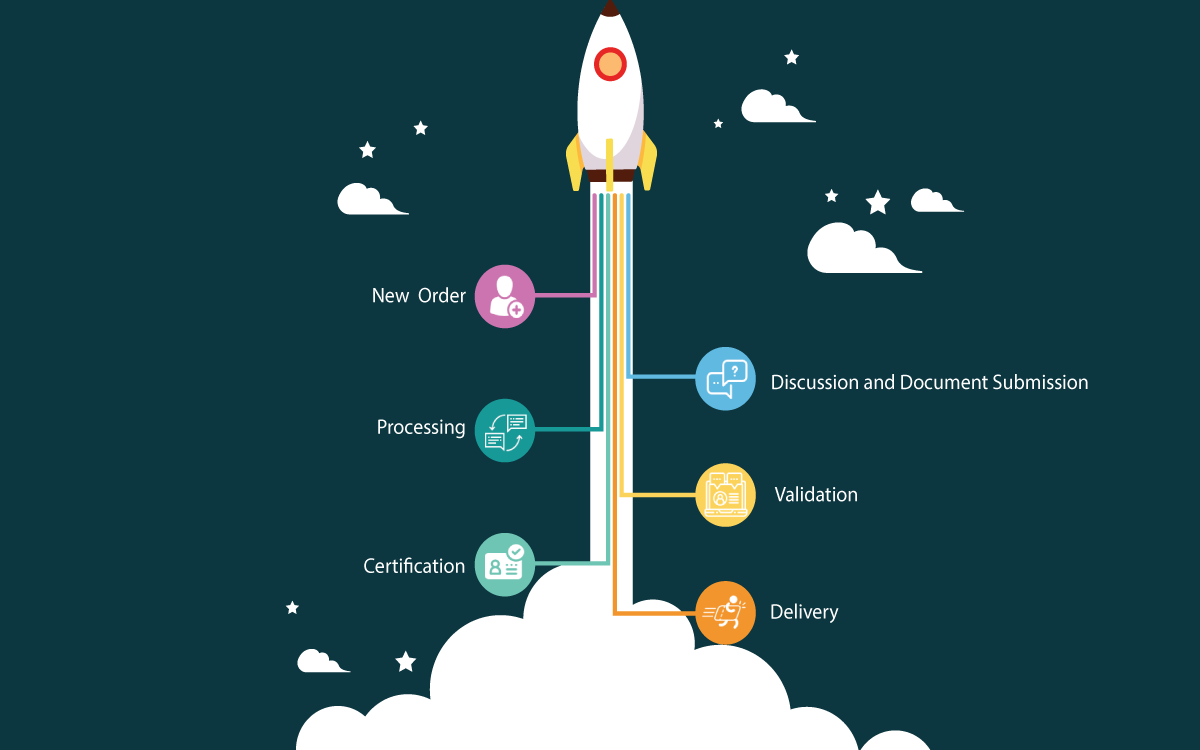 New Order
Discussion and Document Submission
Processing
Validation
Certification
Delivery